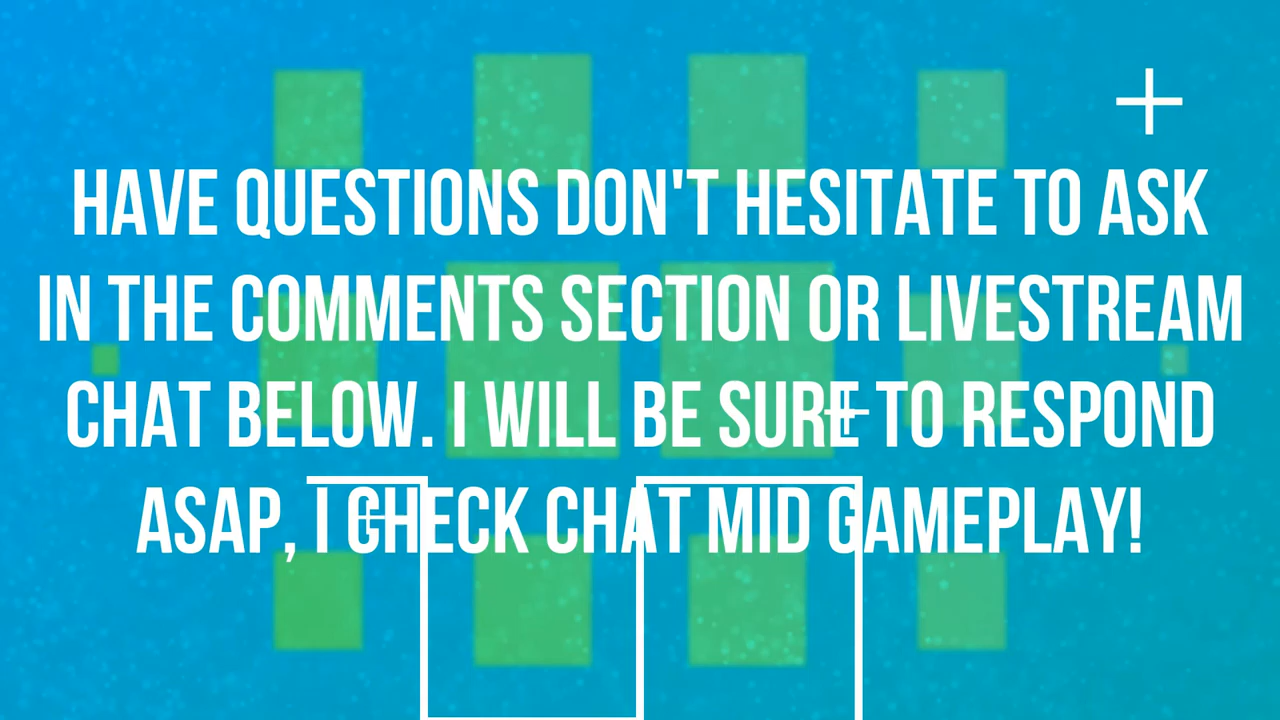 HAVE QUESTIONS DON'T HESITATE TO ASK
IN THE COMMENTS SECTION OR LIVESTREAM
CHAT BELOW. I WILL BE SURE TO RESPOND
ASAP, I CHECK CHAT MID GAMEPLAY!